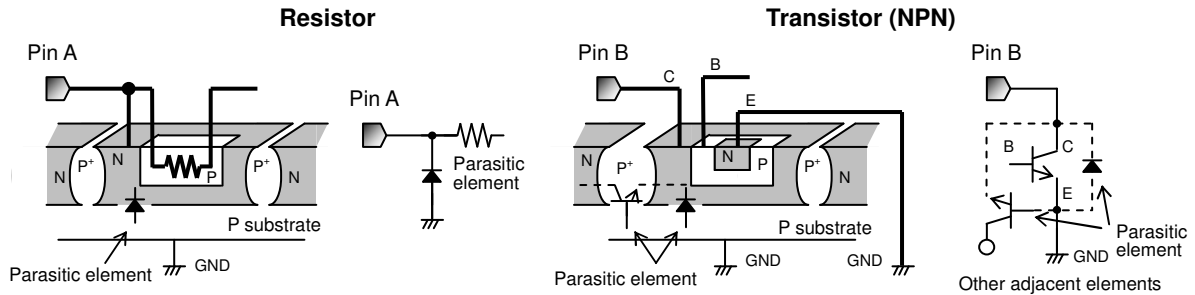 Resistor
Transistor (NPN)
Pin A
Pin A
N
P+
N
P
P+
N
Parasitic
element
P substrate
Parasitic element
GND
Pin B
C
B
E
N
P+
N
P
P+
N
P substrate
Parasitic element
GND
GND
Pin B
B
C
E
Parasitic
element
GND
Other adjacent elements